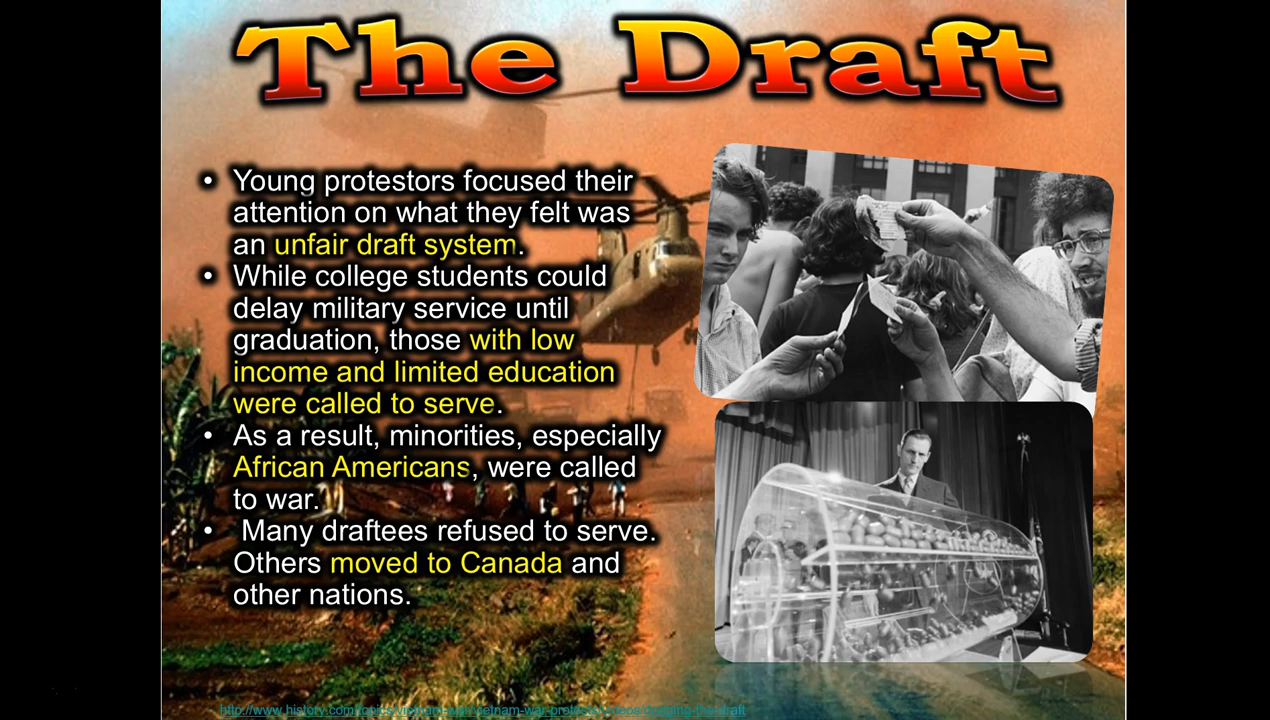 The Draft
• Young protestors focused their
attention on what they felt was
an unfair draft system.
• While college students could
delay military service until
graduation, those with low
income and limited education
were called to serve.
• As a result, minorities, especially
African Americans, were called
to war.
• Many draftees refused to serve.
Others moved to Canada and
other nations.
http://www.history.com/topics/vietnam-war/vietnam-war-protests/videos/dodging-the-draft